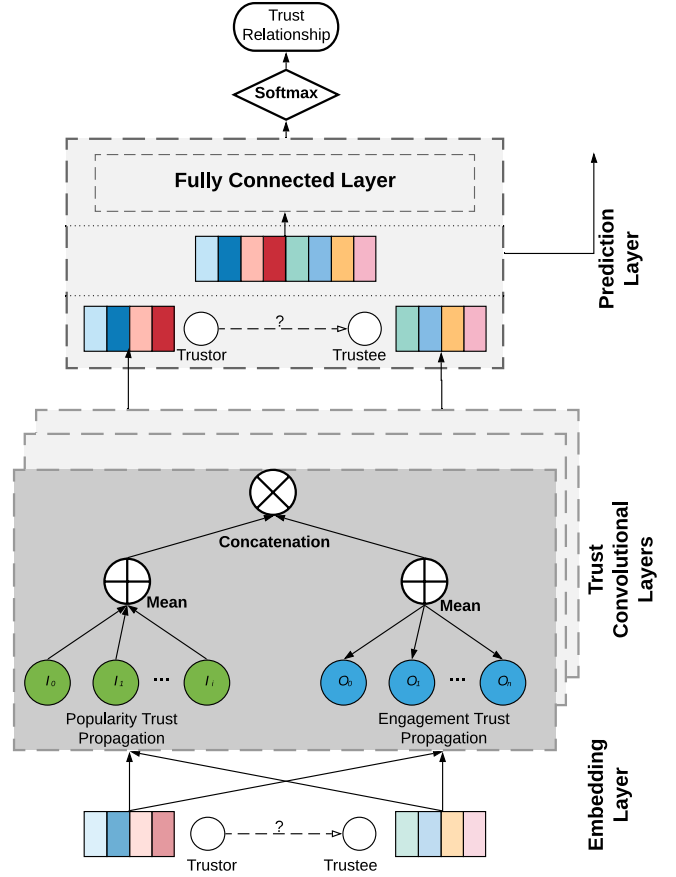 Trust
Relationship
Softmax
Fully Connected Layer
?
Trustor
Trustee
Prediction
Layer
Concatenation
Mean
Mean
I₀
I₁
...
Iᵢ
O₀
O₁
...
Oₙ
Popularity Trust
Propagation
Engagement Trust
Propagation
Trust
Convolutional
Layers
?
Trustor
Trustee
Embedding
Layer